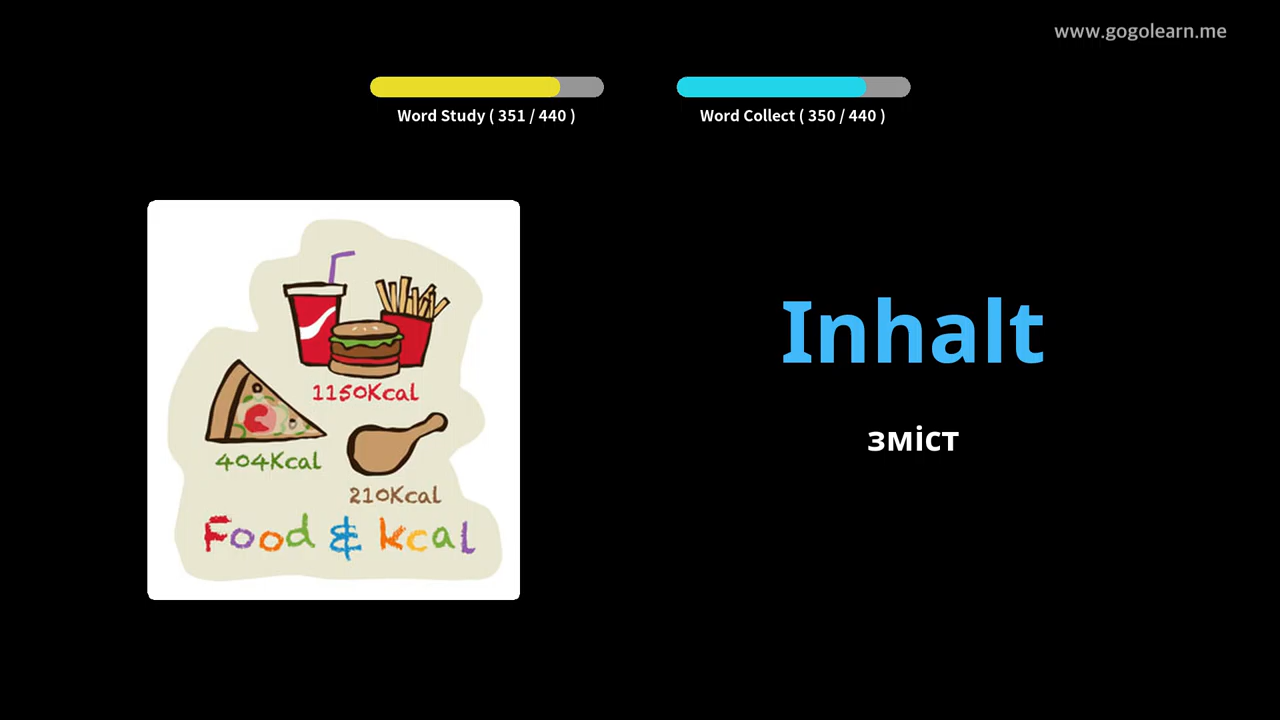 www.gogolearn.me
Word Study ( 351 / 440 )
Word Collect ( 350 / 440 )
1150Kcal
404Kcal
210Kcal
Food & kcal
Inhalt
зміст